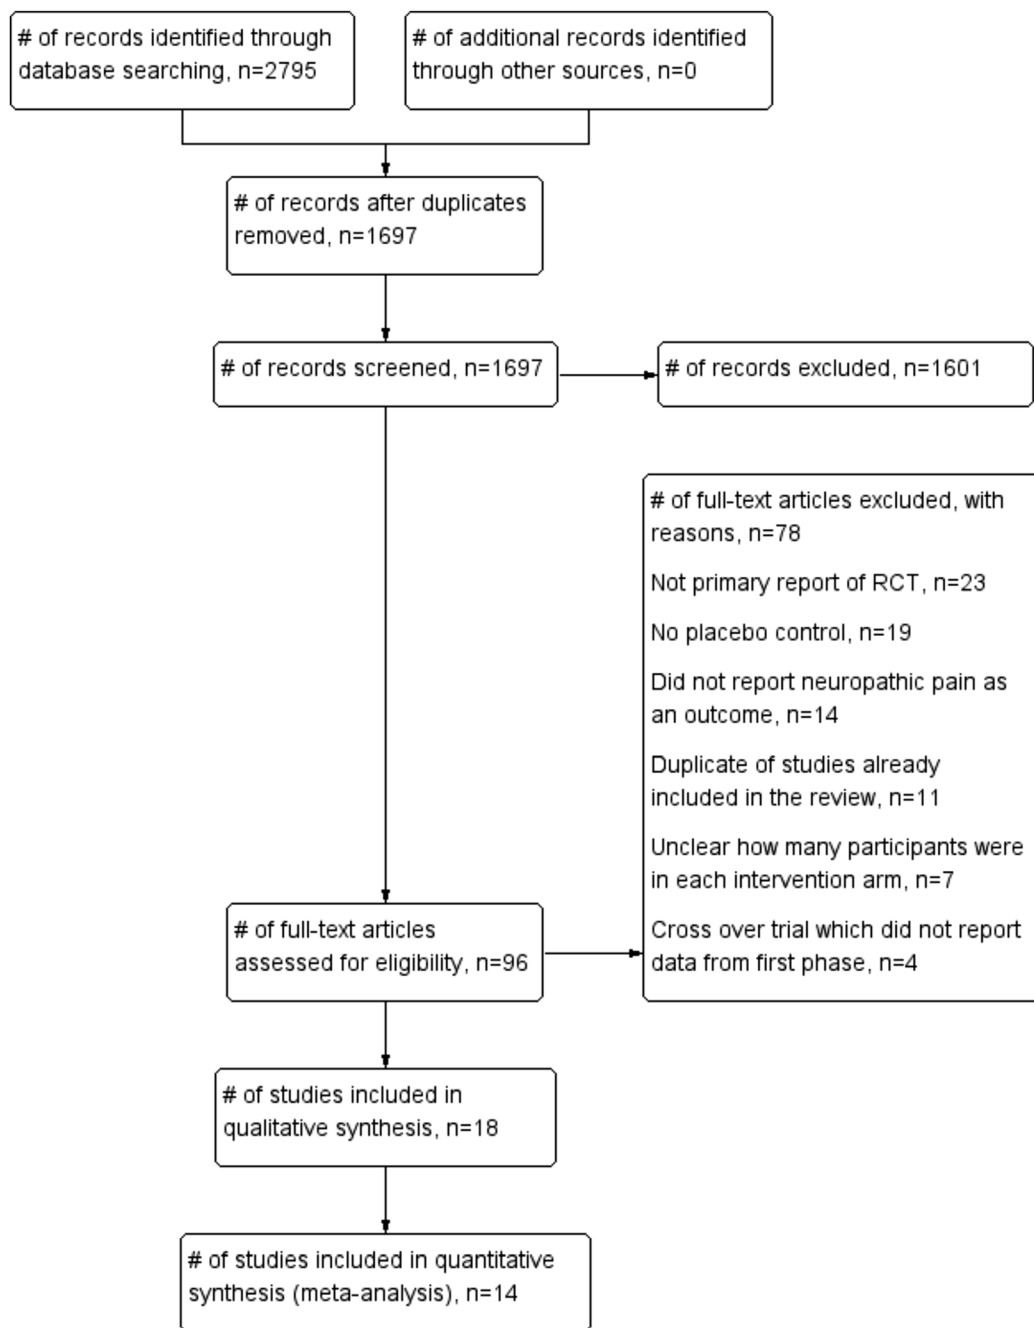 # of records identified through
database searching, n=2795
# of additional records identified
through other sources, n=0
# of records after duplicates
removed, n=1697
# of records screened, n=1697
# of records excluded, n=1601
# of full-text articles excluded, with
reasons, n=78
Not primary report of RCT, n=23
No placebo control, n=19
Did not report neuropathic pain as
an outcome, n=14
Duplicate of studies already
included in the review, n=11
Unclear how many participants were
in each intervention arm, n=7
Cross over trial which did not report
data from first phase, n=4
# of full-text articles
assessed for eligibility, n=96
# of studies included in
qualitative synthesis, n=18
# of studies included in quantitative
synthesis (meta-analysis), n=14